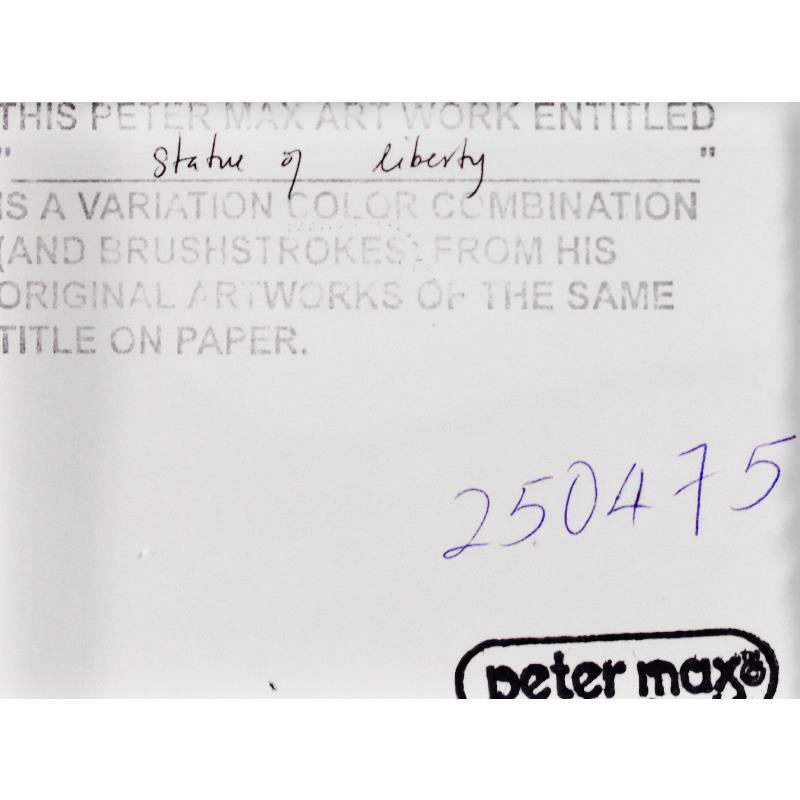 THIS PETER MAX ART WORK ENTITLED
" Statue of liberty "
IS A VARIATION COLOR COMBINATION
(AND BRUSHSTROKES) FROM HIS
ORIGINAL ARTWORKS OF THE SAME
TITLE ON PAPER.
250475
peter max